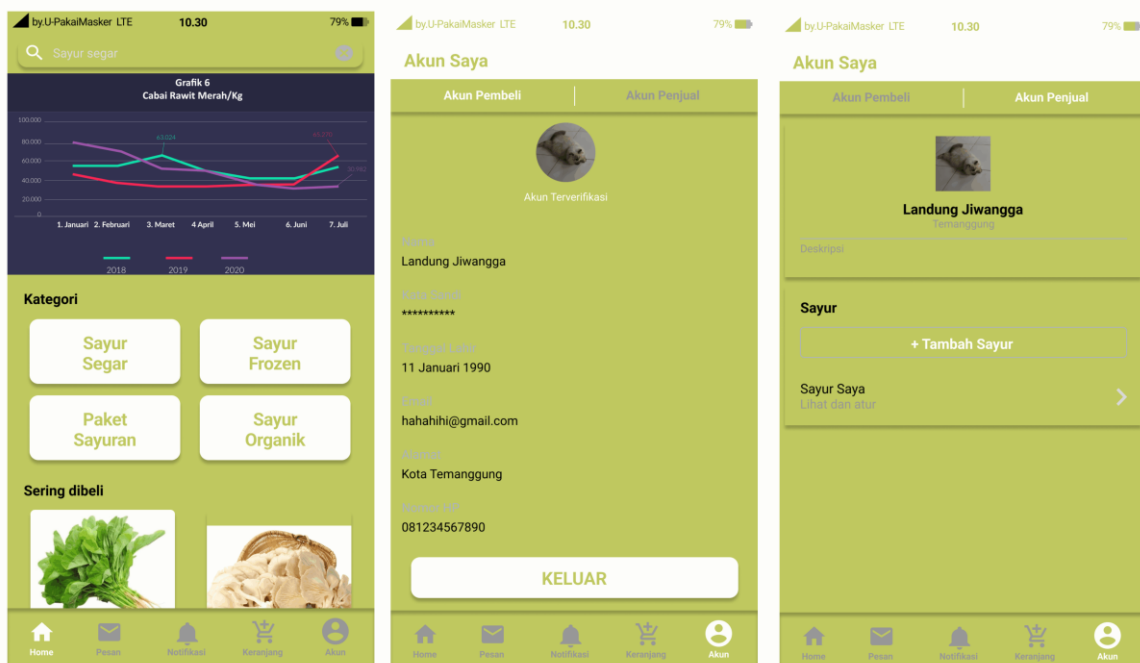 by.U-PakaiMasker LTE 10.30 79%
Sayur segar
Grafik 6
Cabai Rawit Merah/Kg
100.000
80.000
60.000
40.000
20.000
0
63.024
1. Januari 2. Februari 3. Maret 4 April 5. Mei 6. Juni 7. Juli
2018 2019 2020
Kategori
Sayur
Segar
Sayur
Frozen
Paket
Sayuran
Sayur
Organik
Sering dibeli
Home Pesan Notifikasi Keranjang Akun
by.U-PakaiMasker LTE 10.30 79%
Akun Saya
Akun Pembeli Akun Penjual
Akun Terverifikasi
Nama
Landung Jiwangga
Kata Sandi
**********
Tanggal Lahir
11 Januari 1990
Email
hahahihi@gmail.com
Alamat
Kota Temanggung
Nomor HP
081234567890
KELUAR
Home Pesan Notifikasi Keranjang Akun
by.U-PakaiMasker LTE 10.30 79%
Akun Saya
Akun Pembeli Akun Penjual
Landung Jiwangga
Temanggung
Deskripsi
Sayur
+ Tambah Sayur
Sayur Saya
Lihat dan atur
Home Pesan Notifikasi Keranjang Akun